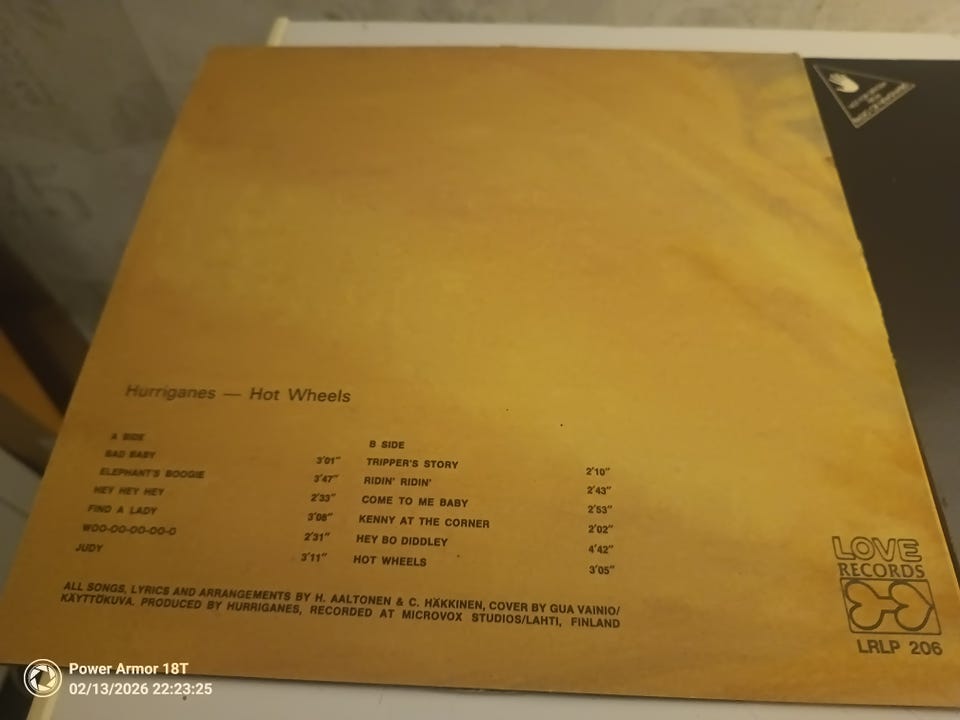 Hurriganes — Hot Wheels
A SIDE
BAD BABY 3'01"
ELEPHANT'S BOOGIE 3'47"
HEY HEY HEY 2'33"
FIND A LADY 3'08"
WOO-OO-OO-OO-O 2'31"
JUDY 3'11"
B SIDE
TRIPPER'S STORY 2'10"
RIDIN' RIDIN' 2'43"
COME TO ME BABY 2'53"
KENNY AT THE CORNER 2'02"
HEY BO DIDDLEY 4'42"
HOT WHEELS 3'05"
ALL SONGS, LYRICS AND ARRANGEMENTS BY H. AALTONEN & C. HÄKKINEN, COVER BY GUA VAINIO/
KÄYTTÖKUVA. PRODUCED BY HURRIGANES, RECORDED AT MICROVOX STUDIOS/LAHTI, FINLAND
LOVE
RECORDS
LRLP 206
Power Armor 18T
02/13/2026 22:23:25